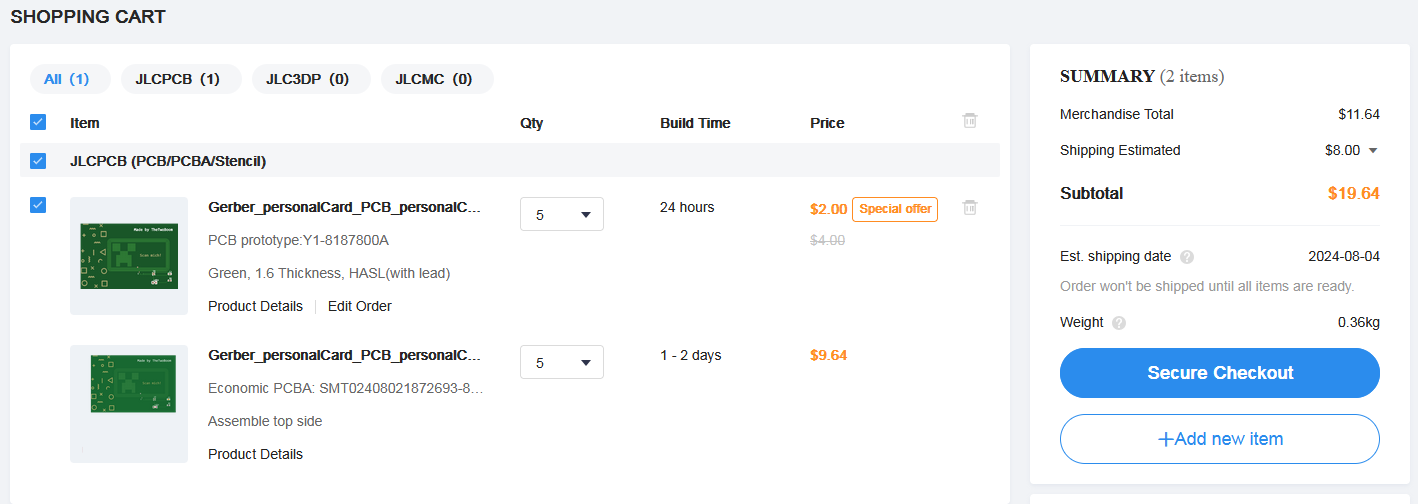 SHOPPING CART
All (1)
JLCPCB (1)
JLC3DP (0)
JLCMC (0)
Item
Qty
Build Time
Price
JLCPCB (PCB/PCBA/Stencil)
Gerber_personalCard_PCB_personalC...
5
24 hours
$2.00 Special offer
$4.00
PCB prototype:Y1-8187800A
Green, 1.6 Thickness, HASL(with lead)
Product Details
Edit Order
Gerber_personalCard_PCB_personalC...
5
1 - 2 days
$9.64
Economic PCBA: SMT02408021872693-8...
Assemble top side
Product Details
SUMMARY (2 items)
Merchandise Total $11.64
Shipping Estimated $8.00
Subtotal $19.64
Est. shipping date ? 2024-08-04
Order won't be shipped until all items are ready.
Weight ? 0.36kg
Secure Checkout
+Add new item